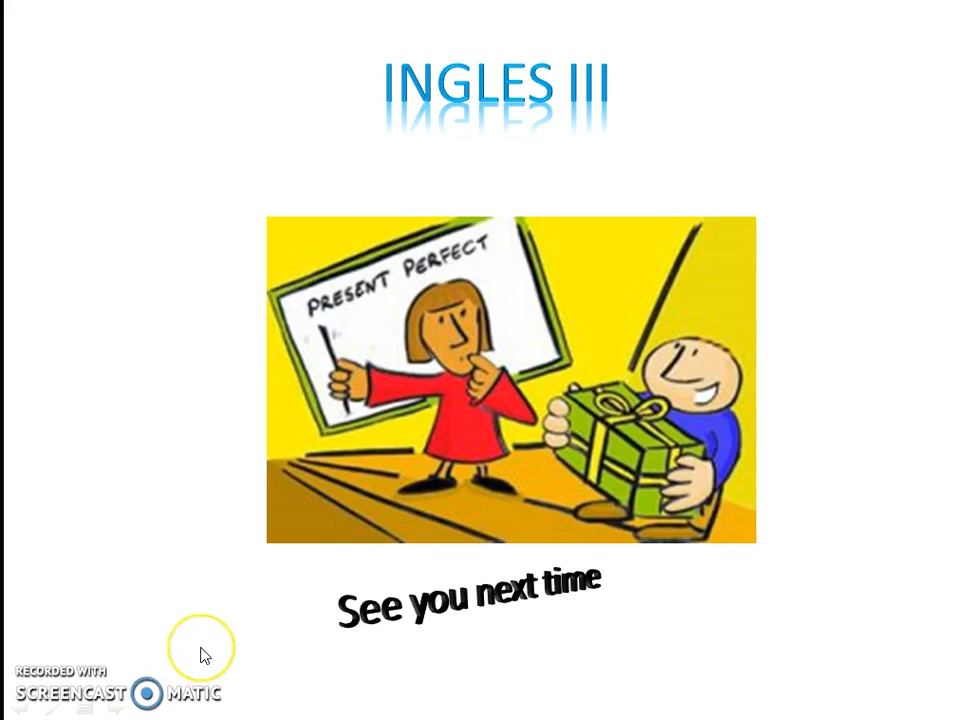 INGLES III
PRESENT PERFECT
See you next time
RECORDED WITH
SCREENCAST MATIC